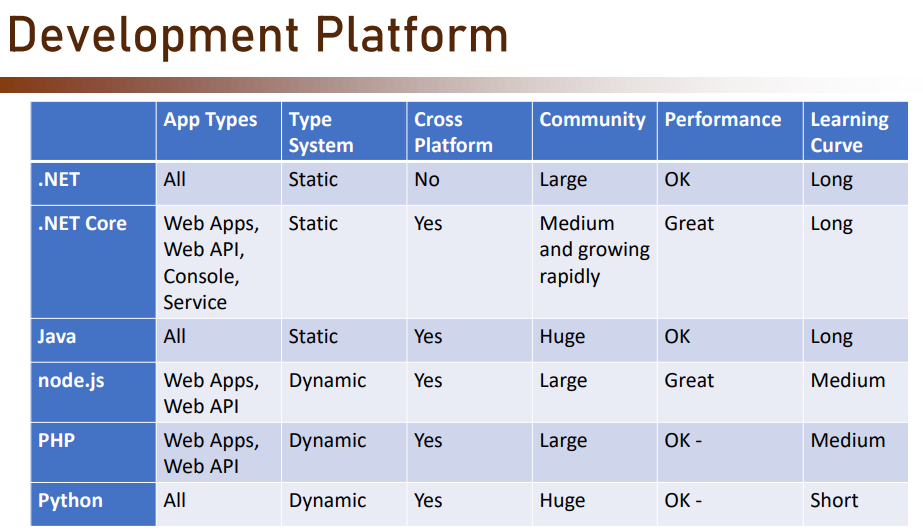 Development Platform
App Types
Type System
Cross Platform
Community
Performance
Learning Curve
.NET
All
Static
No
Large
OK
Long
.NET Core
Web Apps,
Web API,
Console,
Service
Static
Yes
Medium
and growing
rapidly
Great
Long
Java
All
Static
Yes
Huge
OK
Long
node.js
Web Apps,
Web API
Dynamic
Yes
Large
Great
Medium
PHP
Web Apps,
Web API
Dynamic
Yes
Large
OK -
Medium
Python
All
Dynamic
Yes
Huge
OK -
Short